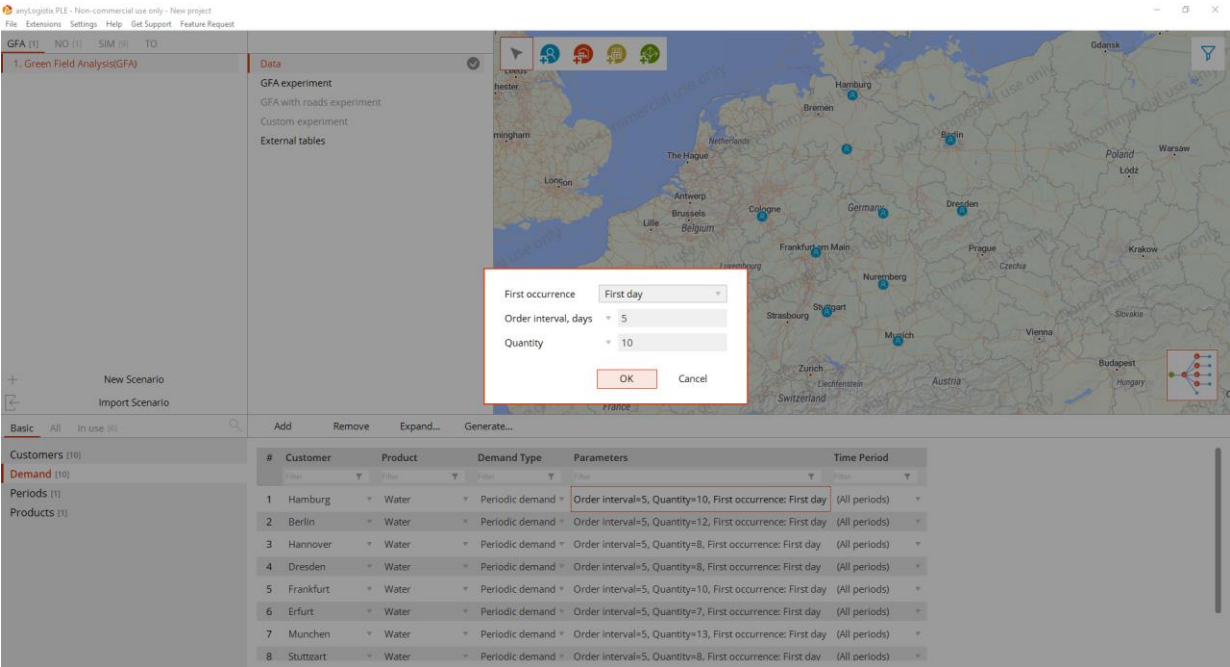 anyLogistix PLE - Non-commercial use only - New project
File Extensions Settings Help Get Support Feature Request
GFA [1] NO [1] SIM [9] TO
1. Green Field Analysis(GFA)
Data
GFA experiment
GFA with roads experiment
Custom experiment
External tables
New Scenario
Import Scenario
Gdansk
Hamburg
Bremen
Netherlands
Berlin
The Hague
Poland
Warsaw
Łódź
London
Antwerp
Brussels
Cologne
Germany
Dresden
Lille
Belgium
Frankfurt am Main
Prague
Krakow
Luxembourg
Czechia
Nuremberg
Stuttgart
Strasbourg
Slovakia
Munich
Vienna
Zurich
Budapest
Liechtenstein
Austria
Hungary
Switzerland
France
First occurrence First day
Order interval, days 5
Quantity 10
OK Cancel
Basic All In use [6]
Customers [10]
Demand [10]
Periods [1]
Products [1]
Add Remove Expand... Generate...
# Customer Product Demand Type Parameters Time Period
Filter Filter Filter Filter Filter
1 Hamburg Water Periodic demand Order interval=5, Quantity=10, First occurrence: First day (All periods)
2 Berlin Water Periodic demand Order interval=5, Quantity=12, First occurrence: First day (All periods)
3 Hannover Water Periodic demand Order interval=5, Quantity=8, First occurrence: First day (All periods)
4 Dresden Water Periodic demand Order interval=5, Quantity=8, First occurrence: First day (All periods)
5 Frankfurt Water Periodic demand Order interval=5, Quantity=10, First occurrence: First day (All periods)
6 Erfurt Water Periodic demand Order interval=5, Quantity=7, First occurrence: First day (All periods)
7 Munchen Water Periodic demand Order interval=5, Quantity=13, First occurrence: First day (All periods)
8 Stuttgart Water Periodic demand Order interval=5, Quantity=8, First occurrence: First day (All periods)